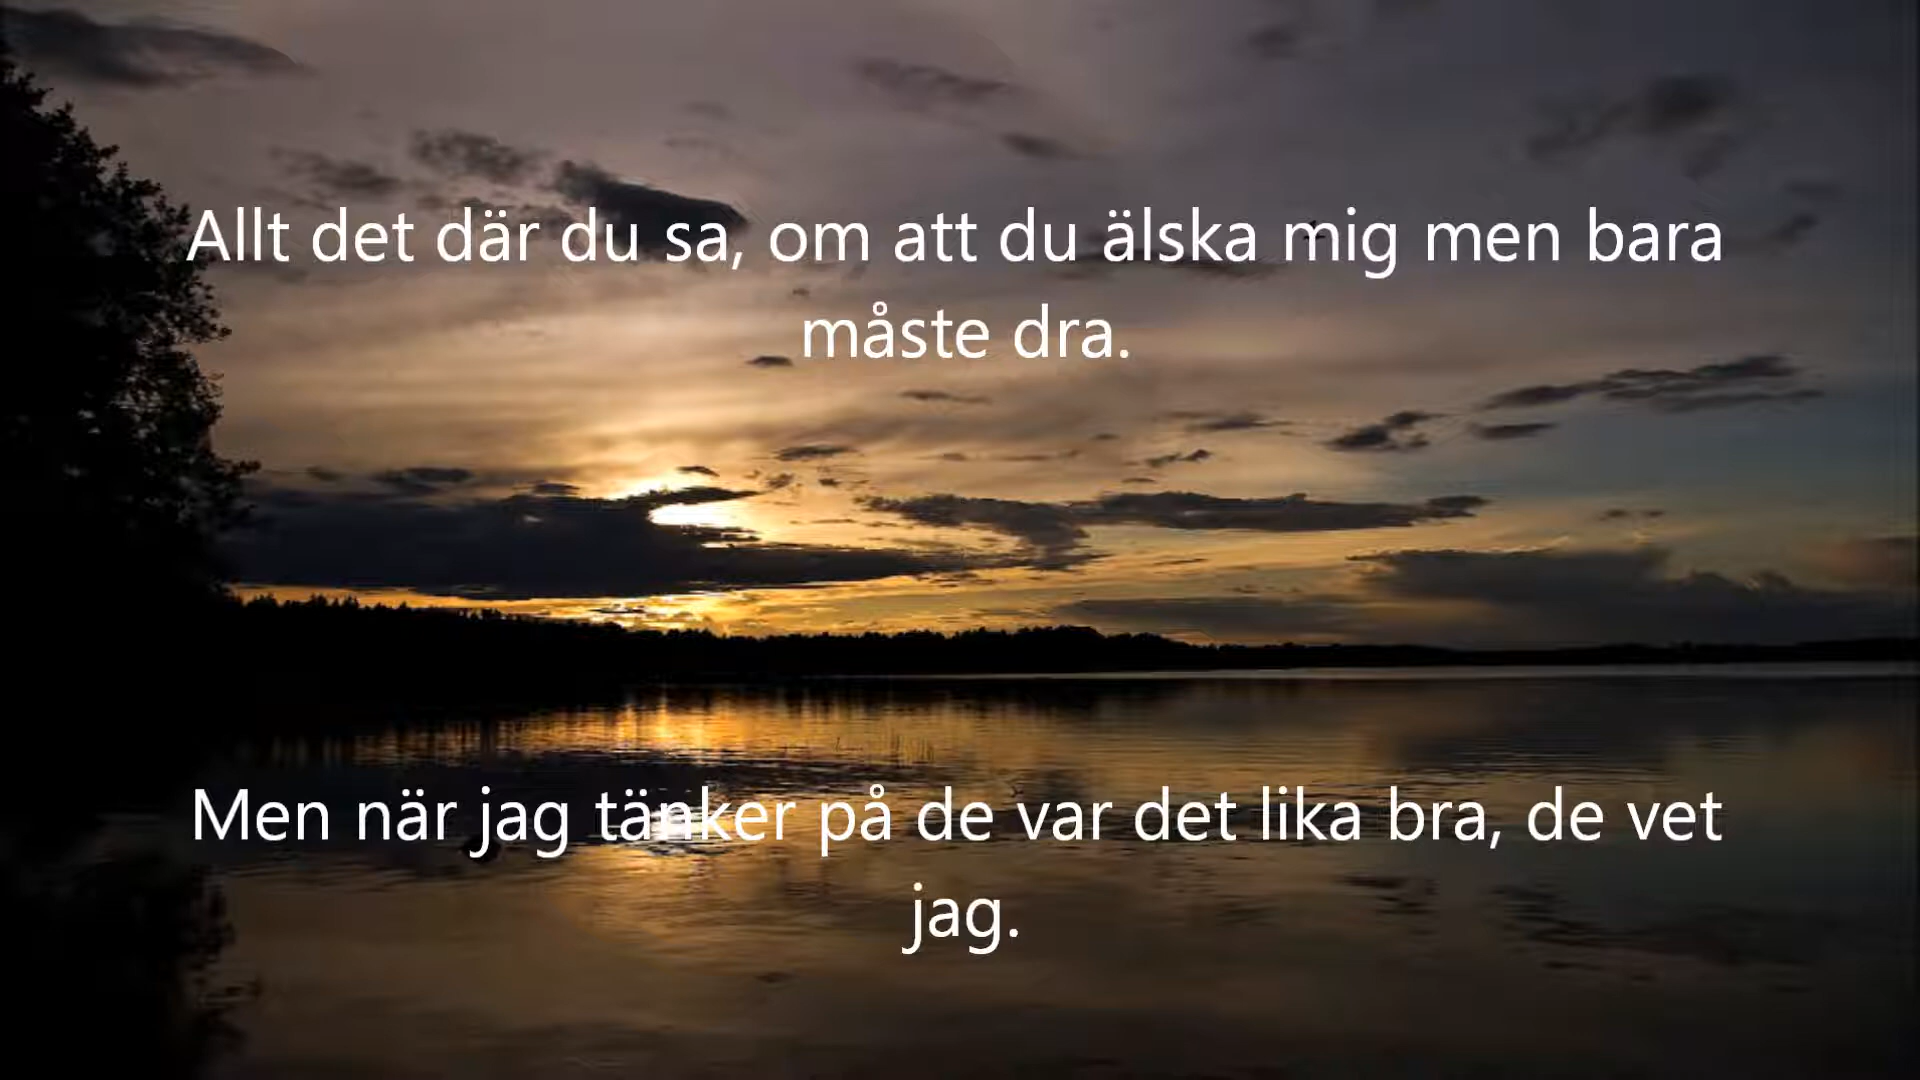 Allt det där du sa, om att du älska mig men bara
måste dra.
Men när jag tänker på de var det lika bra, de vet
jag.